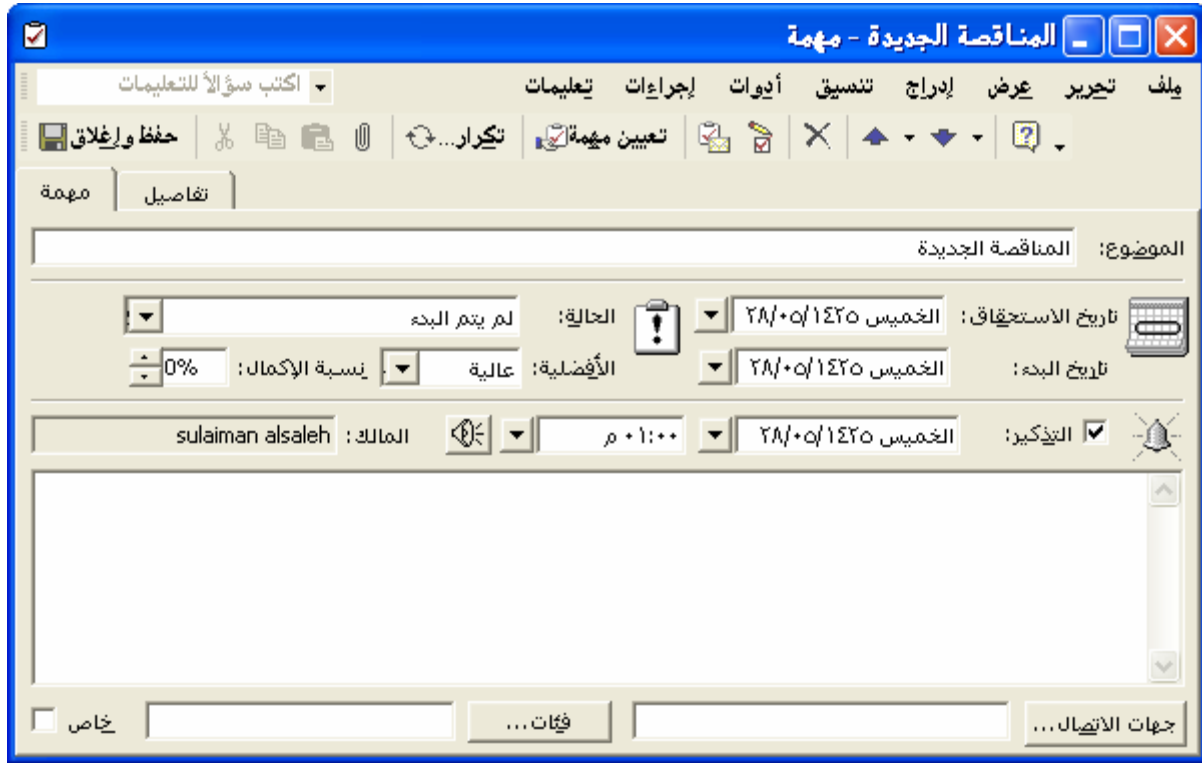 المناقصة الجديدة - مهمة
ملف تحرير عرض إدراج تنسيق أدوات إجراءات تعليمات اكتب سؤالاً للتعليمات
حفظ وإغلاق تكرار... تعيين مهمة
مهمة تفاصيل
الموضوع: المناقصة الجديدة
تاريخ الاستحقاق: الخميس ٢٨/٠٥/١٤٢٥ الحالة: لم يتم البدء
تاريخ البدء: الخميس ٢٨/٠٥/١٤٢٥ الأفضلية: عالية نسبة الإكمال: 0%
التذكير: الخميس ٢٨/٠٥/١٤٢٥ ٠١:٠٠ م المالك: sulaiman alsaleh
جهات الاتصال... فئات... خاص